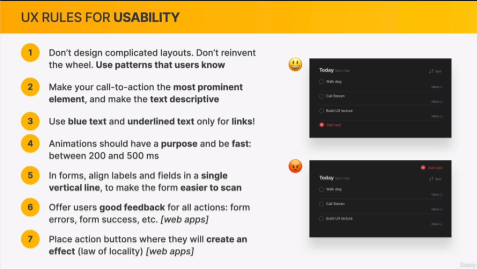 UX RULES FOR USABILITY
1 Don't design complicated layouts. Don't reinvent
the wheel. Use patterns that users know
2 Make your call-to-action the most prominent
element, and make the text descriptive
3 Use blue text and underlined text only for links!
4 Animations should have a purpose and be fast:
between 200 and 500 ms
5 In forms, align labels and fields in a single
vertical line, to make the form easier to scan
6 Offer users good feedback for all actions: form
errors, form success, etc. [web apps]
7 Place action buttons where they will create an
effect (law of locality) [web apps]
Today
Walk dog
Call Steven
Build UX lecture
Add task
Today
Add task
Walk dog
Call Steven
Build UX lecture